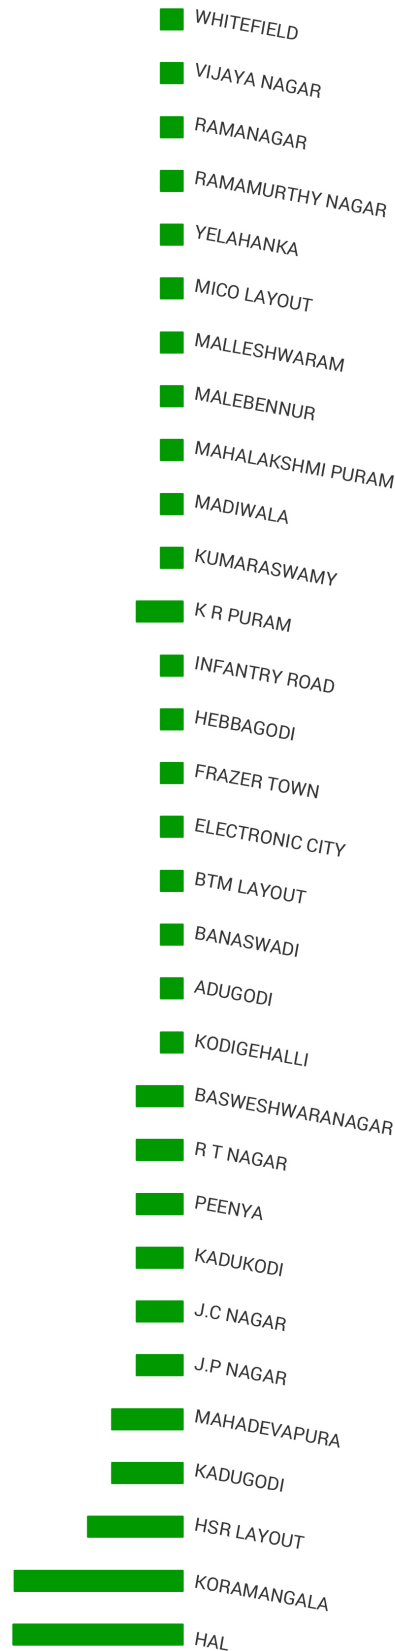 WHITEFIELD
VIJAYA NAGAR
RAMANAGAR
RAMAMURTHY NAGAR
YELAHANKA
MICO LAYOUT
MALLESHWARAM
MALEBENNUR
MAHALAKSHMI PURAM
MADIWALA
KUMARASWAMY
K R PURAM
INFANTRY ROAD
HEBBAGODI
FRAZER TOWN
ELECTRONIC CITY
BTM LAYOUT
BANASWADI
ADUGODI
KODIGEHALLI
BASWESHWARANAGAR
R T NAGAR
PEENYA
KADUKODI
J.C NAGAR
J.P NAGAR
MAHADEVAPURA
KADUGODI
HSR LAYOUT
KORAMANGALA
HAL